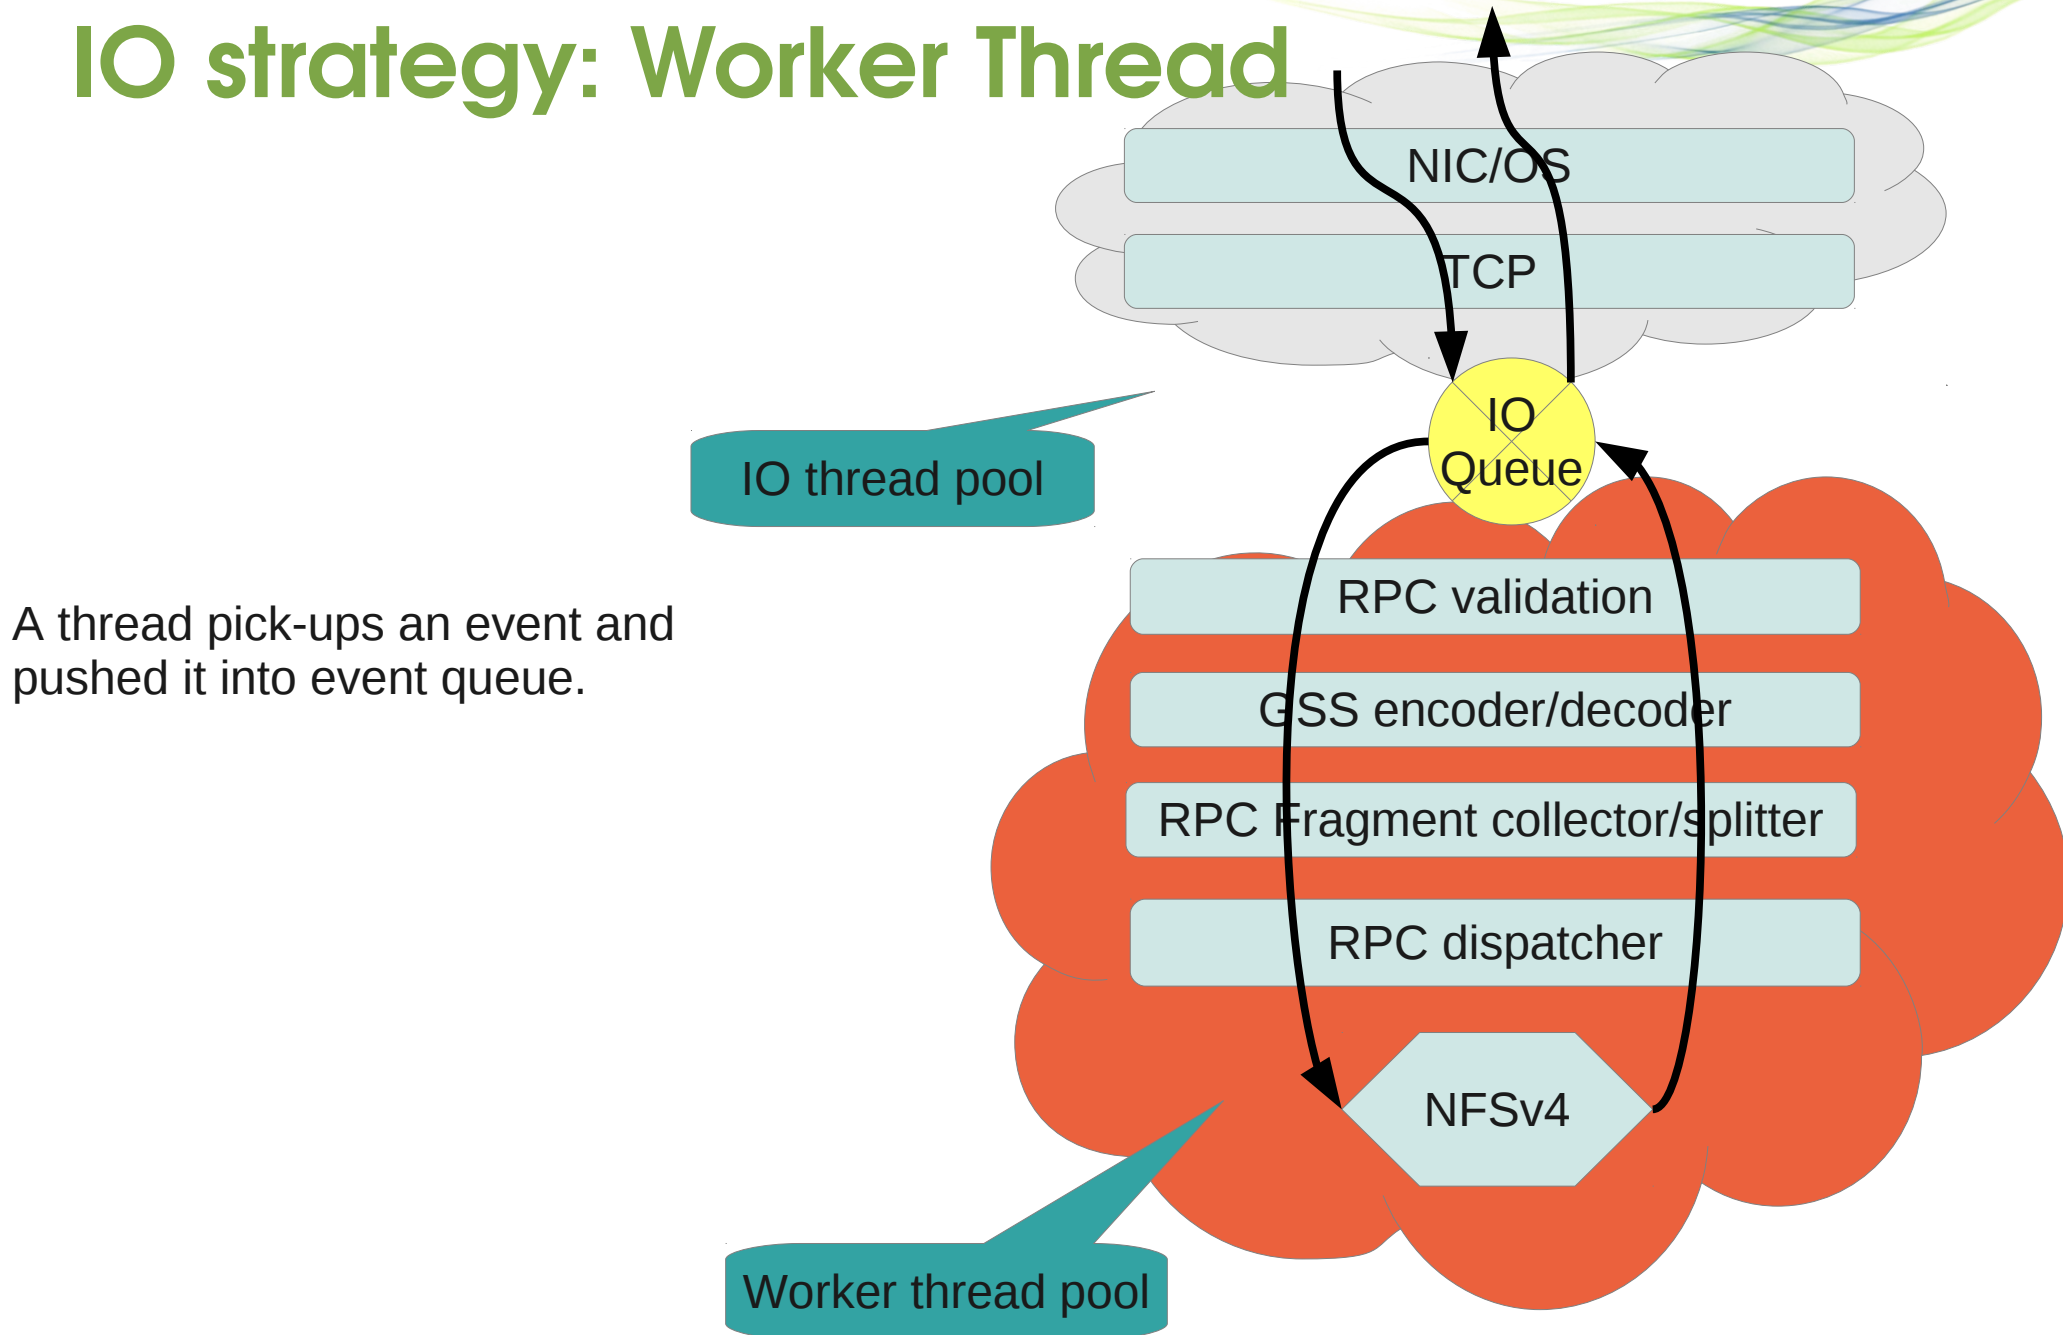 IO strategy: Worker Thread
NIC/OS
TCP
IO
Queue
IO thread pool
A thread pick-ups an event and
pushed it into event queue.
RPC validation
GSS encoder/decoder
RPC Fragment collector/splitter
RPC dispatcher
NFSv4
Worker thread pool